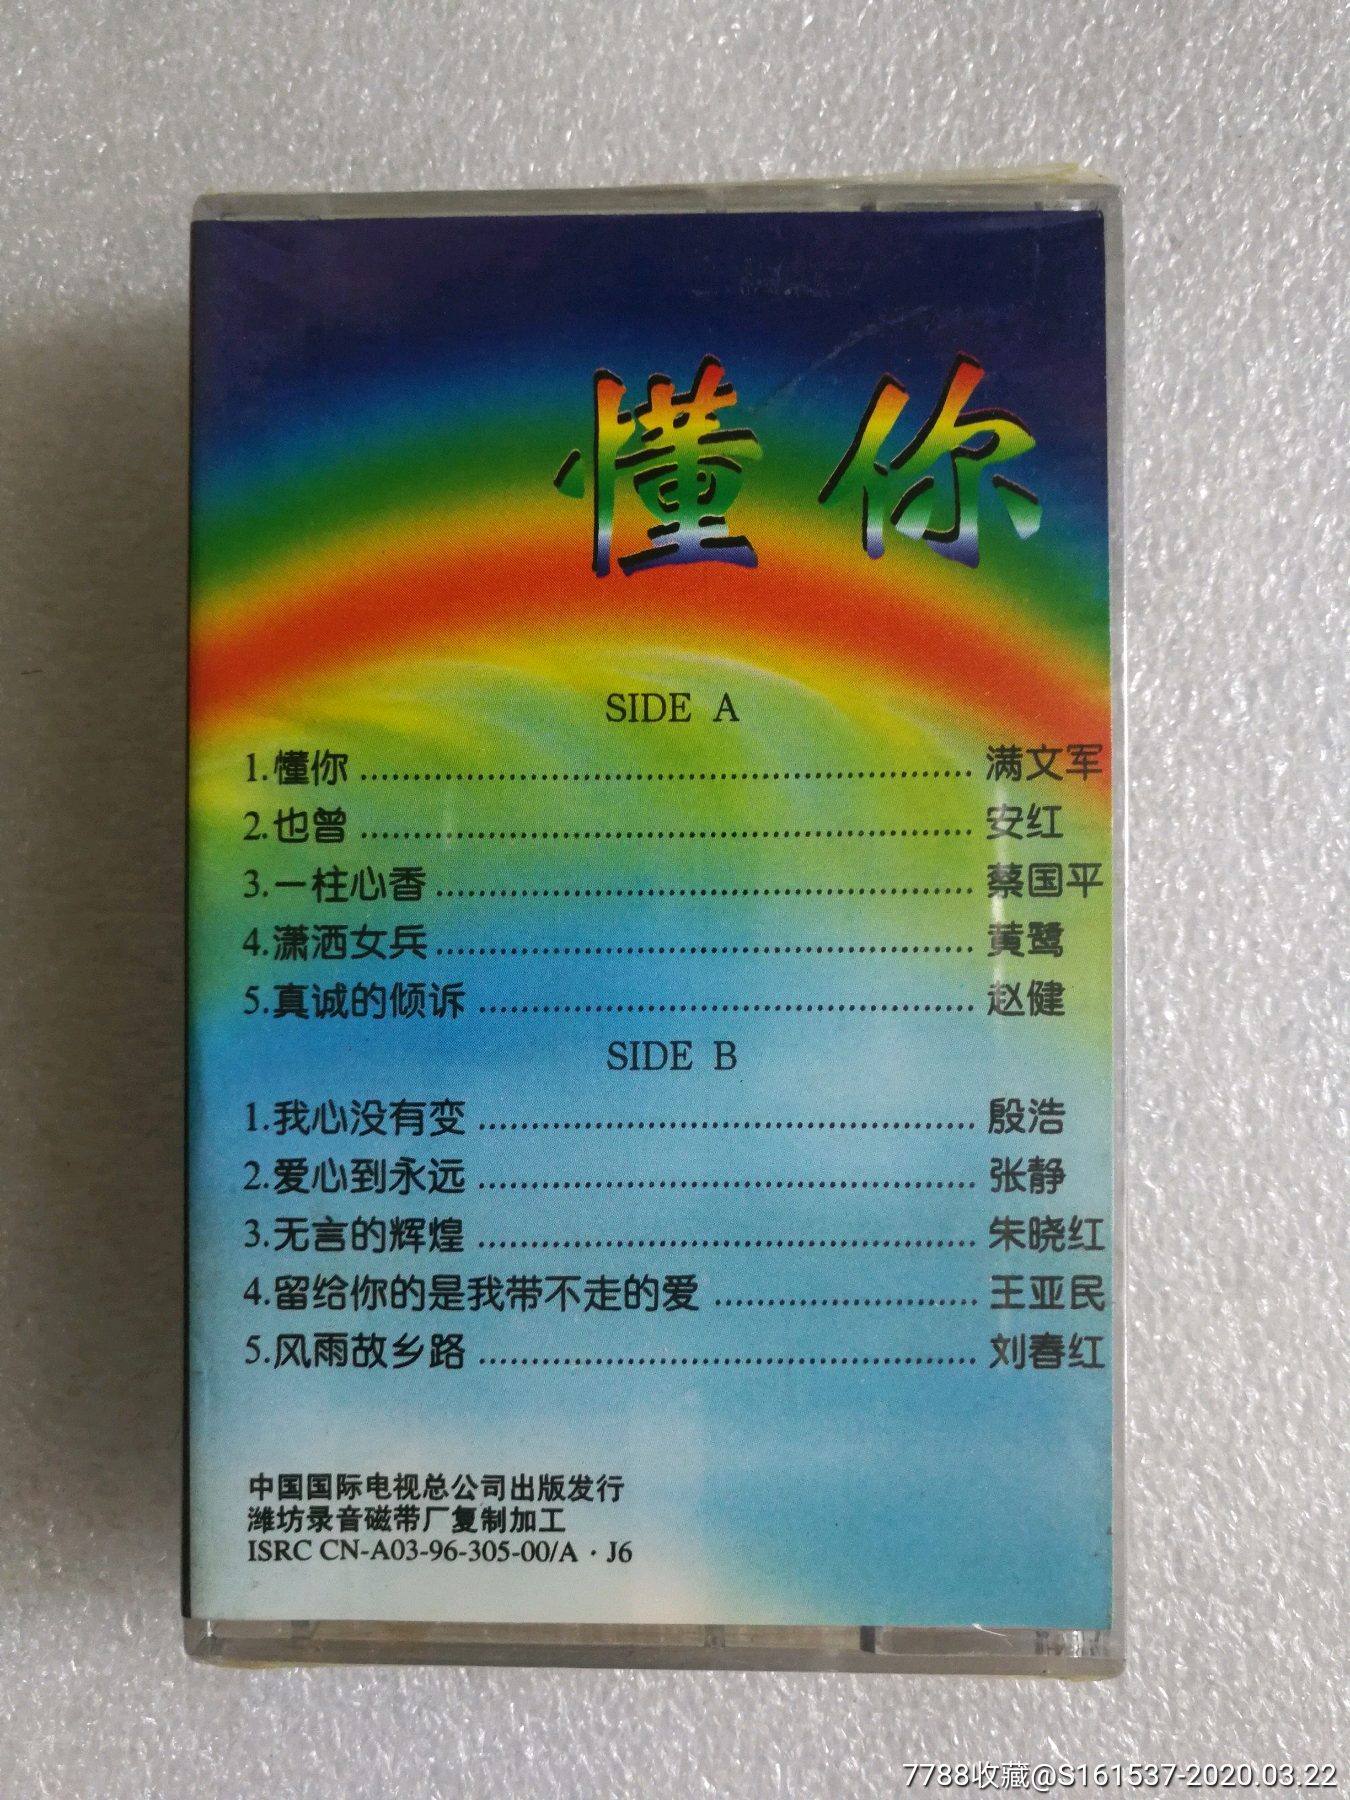 懂你
SIDE A
1.懂你 满文军
2.也曾 安红
3.一柱心香 蔡国平
4.潇洒女兵 黄鹭
5.真诚的倾诉 赵健
SIDE B
1.我心没有变 殷浩
2.爱心到永远 张静
3.无言的辉煌 朱晓红
4.留给你的是我带不走的爱 王亚民
5.风雨故乡路 刘春红
中国国际电视总公司出版发行
潍坊录音磁带厂复制加工
ISRC CN-A03-96-305-00/A · J6
7788收藏@S161537-2020.03.22